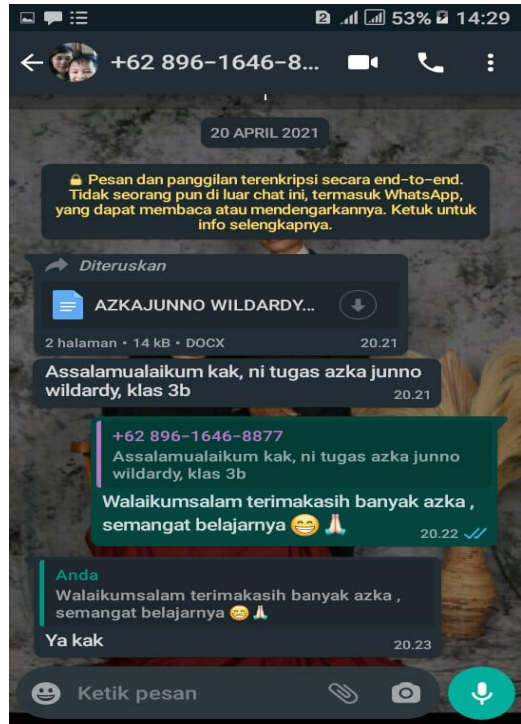 2 53% 14:29
+62 896-1646-8...
20 APRIL 2021
Pesan dan panggilan terenkripsi secara end-to-end.
Tidak seorang pun di luar chat ini, termasuk WhatsApp,
yang dapat membaca atau mendengarkannya. Ketuk untuk
info selengkapnya.
Diteruskan
AZKAJUNNO WILDARDY...
2 halaman • 14 kB • DOCX 20.21
Assalamualaikum kak, ni tugas azka junno
wildardy, klas 3b 20.21
+62 896-1646-8877
Assalamualaikum kak, ni tugas azka junno
wildardy, klas 3b
Walaikumsalam terimakasih banyak azka ,
semangat belajarnya 😁🙏🏻 20.22
Anda
Walaikumsalam terimakasih banyak azka ,
semangat belajarnya 😁🙏🏻
Ya kak 20.23
Ketik pesan